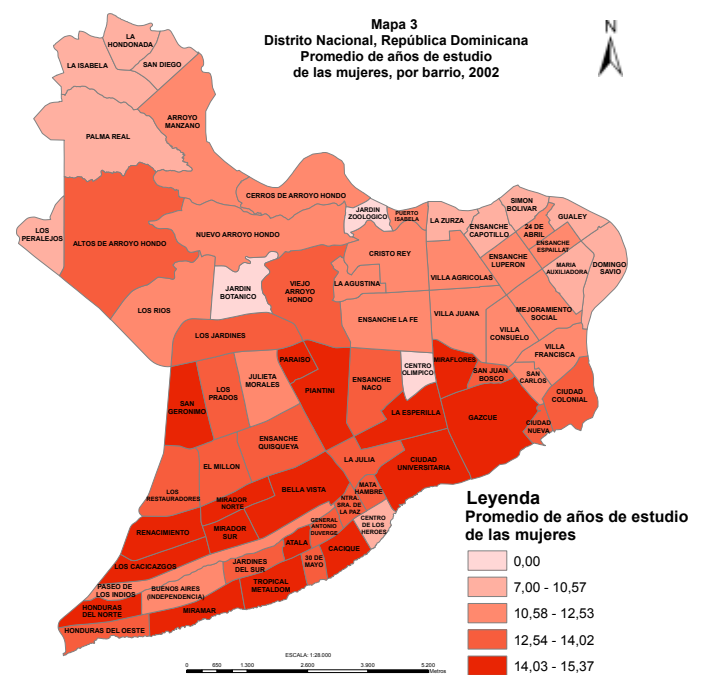 Mapa 3
Distrito Nacional, República Dominicana
Promedio de años de estudio
de las mujeres, por barrio, 2002
N
LA
HONDONADA
LA ISABELA
SAN DIEGO
ARROYO
MANZANO
PALMA REAL
CERROS DE ARROYO HONDO
JARDIN
ZOOLOGICO
PUERTO
ISABELA
LA ZURZA
SIMON
BOLIVAR
ENSANCHE
CAPOTILLO
24 DE
ABRIL
GUALEY
LOS
PERALEJOS
ALTOS DE ARROYO HONDO
NUEVO ARROYO HONDO
CRISTO REY
ENSANCHE
ESPAILLAT
ENSANCHE
LUPERON
MARIA
AUXILIADORA
DOMINGO
SAVIO
VILLA AGRICOLAS
JARDIN
BOTANICO
VIEJO
ARROYO
HONDO
LA AGUSTINA
LOS RIOS
ENSANCHE LA FE
VILLA JUANA
MEJORAMIENTO
SOCIAL
VILLA
CONSUELO
LOS JARDINES
VILLA
FRANCISCA
PARAISO
MIRAFLORES
CENTRO
OLIMPICO
SAN JUAN
BOSCO
SAN
CARLOS
JULIETA
MORALES
PIANTINI
ENSANCHE
NACO
LOS
PRADOS
SAN
GERONIMO
CIUDAD
COLONIAL
LA ESPERILLA
GAZCUE
CIUDAD
NUEVA
ENSANCHE
QUISQUEYA
LA JULIA
CIUDAD
UNIVERSITARIA
EL MILLON
LOS
RESTAURADORES
BELLA VISTA
MATA
HAMBRE
NTRA.
SRA. DE
LA PAZ
MIRADOR
NORTE
CENTRO
DE LOS
HEROES
GENERAL
ANTONIO
DUVERGE
RENACIMIENTO
MIRADOR
SUR
ATALA
CACIQUE
LOS CACICAZGOS
JARDINES
DEL SUR
30 DE
MAYO
PASEO DE
LOS INDIOS
BUENOS AIRES
(INDEPENDENCIA)
TROPICAL
METALDOM
HONDURAS
DEL NORTE
MIRAMAR
HONDURAS DEL OESTE
Leyenda
Promedio de años de estudio
de las mujeres
0,00
7,00 - 10,57
10,58 - 12,53
12,54 - 14,02
14,03 - 15,37
ESCALA: 1:28.000
0 650 1.300 2.600 3.900 5.200
Metros